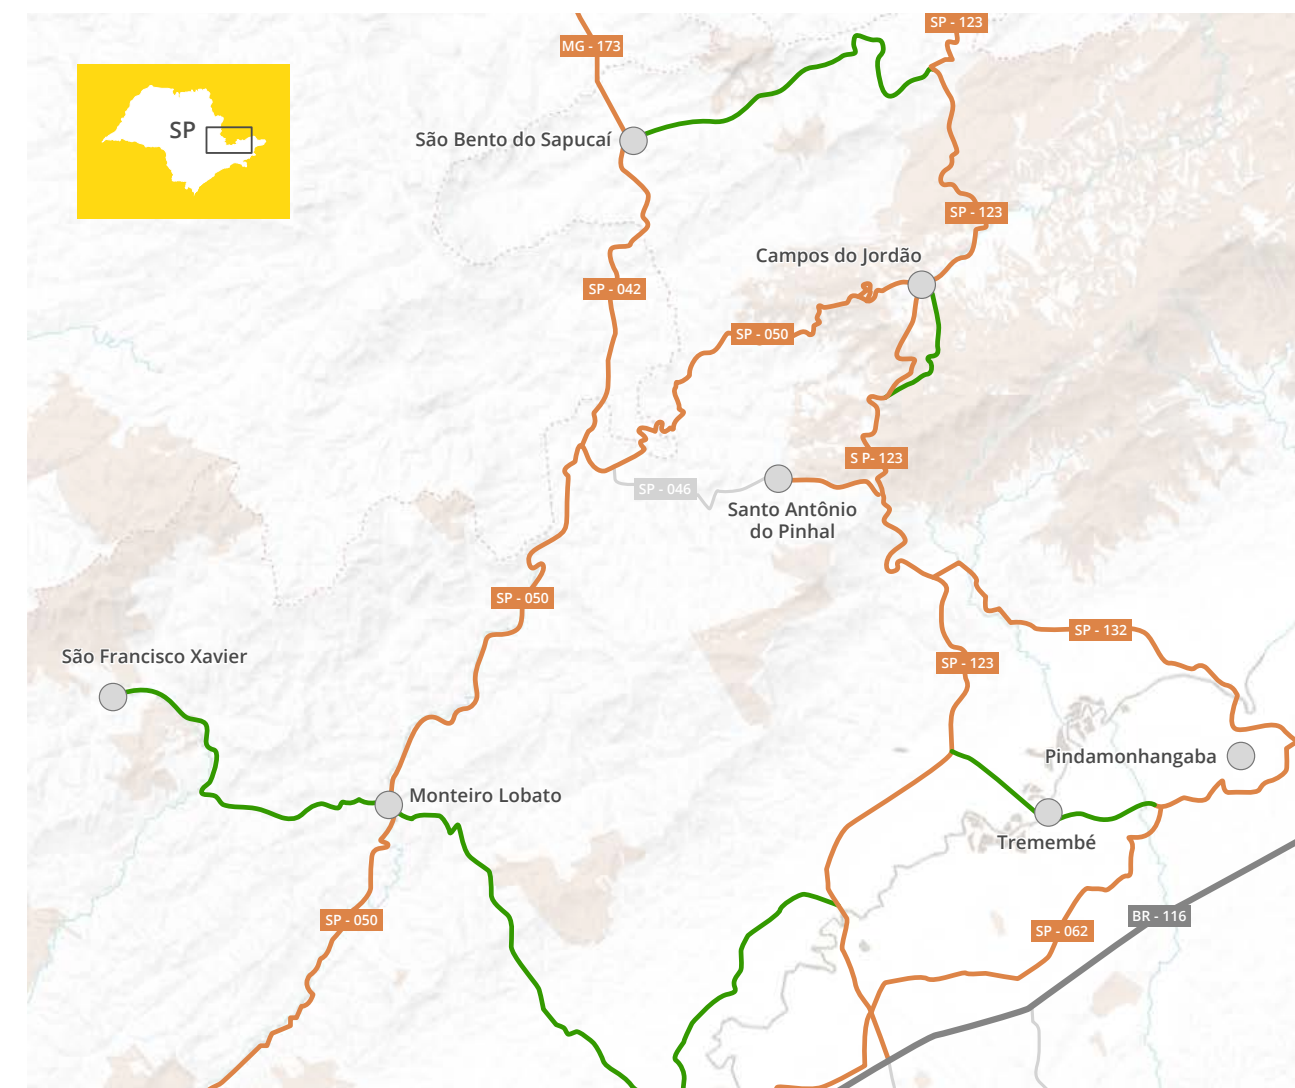 SP - 123
MG - 173
SP
São Bento do Sapucaí
SP - 123
Campos do Jordão
SP - 042
SP - 050
S P- 123
SP - 046
Santo Antônio
do Pinhal
SP - 050
SP - 132
São Francisco Xavier
SP - 123
Pindamonhangaba
Monteiro Lobato
Tremembé
SP - 050
BR - 116
SP - 062